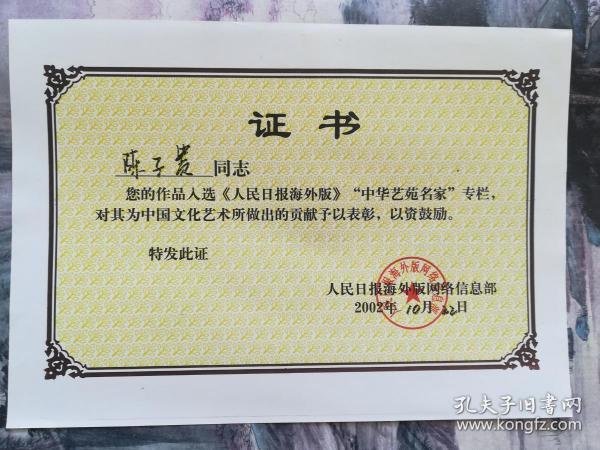 证书
陈子贵 同志
您的作品入选《人民日报海外版》“中华艺苑名家”专栏，
对其为中国文化艺术所做出的贡献予以表彰，以资鼓励。
特发此证
人民日报海外版网络信息部
2002年10月22日
孔夫子旧书网
www.kongfz.com